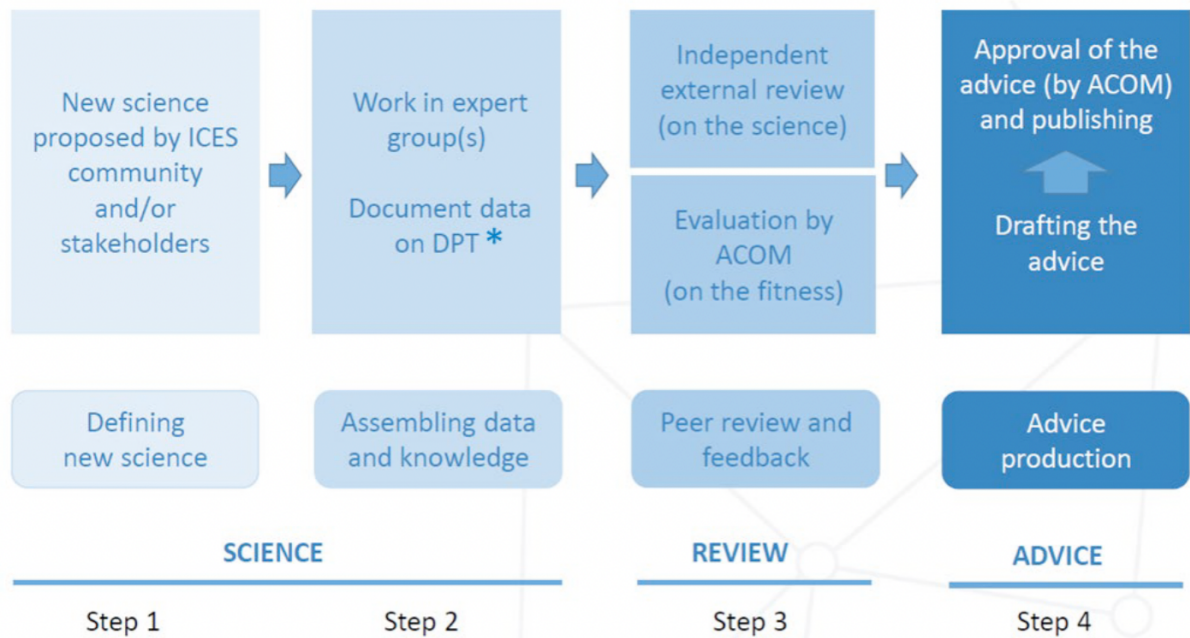 New science
proposed by ICES
community
and/or
stakeholders
Work in expert
group(s)
Document data
on DPT *
Independent
external review
(on the science)
Evaluation by
ACOM
(on the fitness)
Approval of the
advice (by ACOM)
and publishing
Drafting the
advice
Defining
new science
Assembling data
and knowledge
Peer review and
feedback
Advice
production
SCIENCE
REVIEW
ADVICE
Step 1
Step 2
Step 3
Step 4